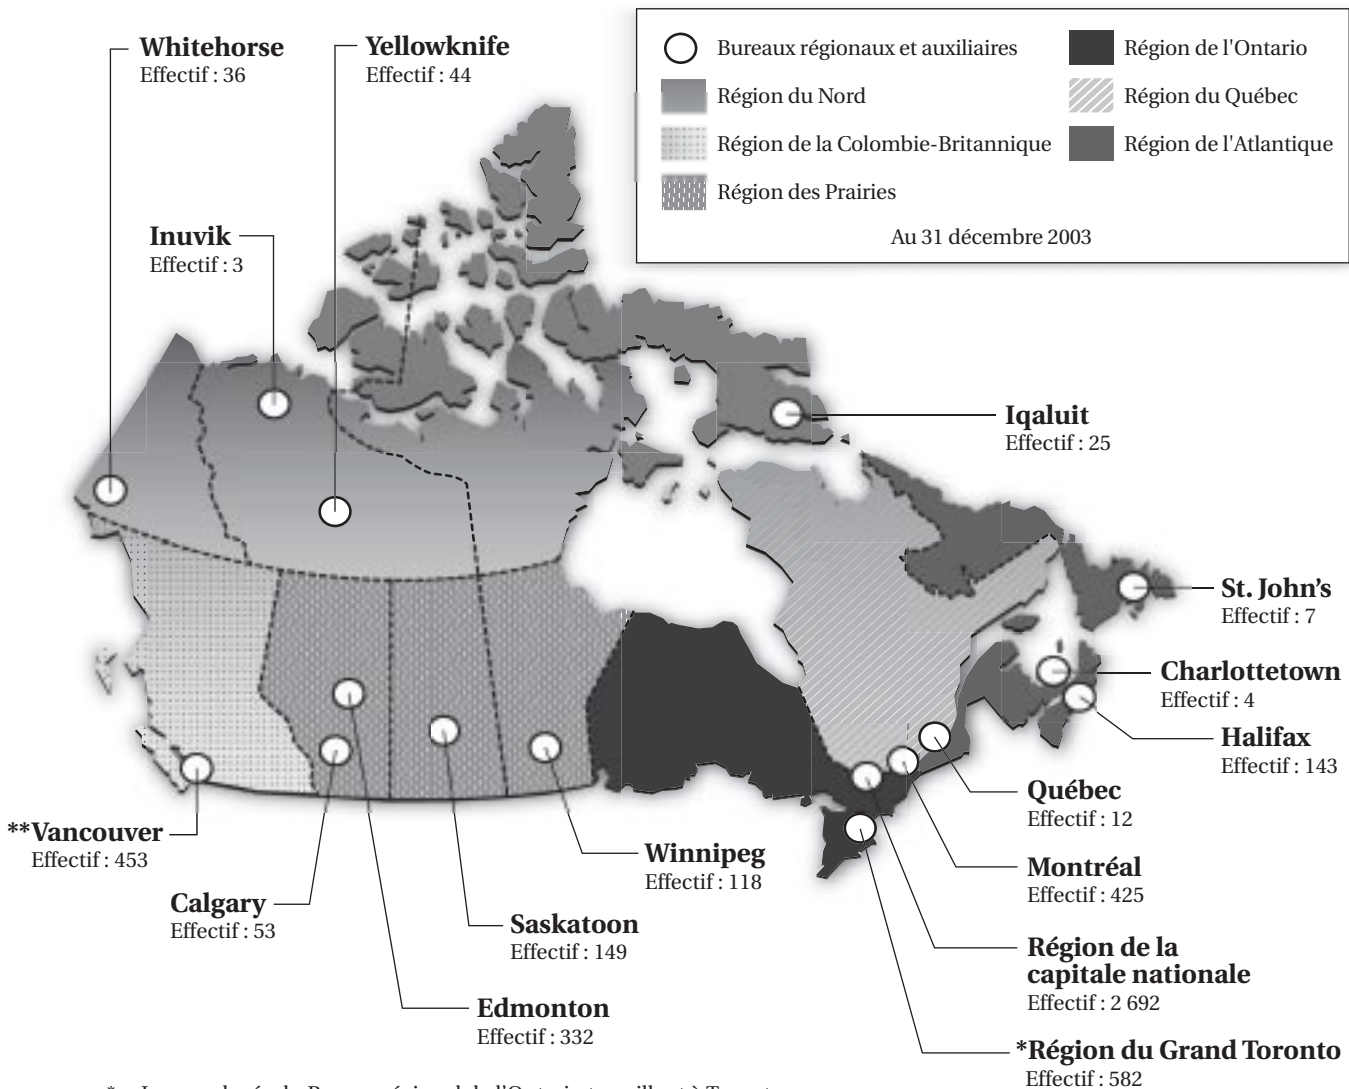 Whitehorse
Effectif : 36
Yellowknife
Effectif : 44
Bureaux régionaux et auxiliaires
Région du Nord
Région de la Colombie-Britannique
Région des Prairies
Région de l'Ontario
Région du Québec
Région de l'Atlantique
Au 31 décembre 2003
Inuvik
Effectif : 3
Iqaluit
Effectif : 25
St. John's
Effectif : 7
Charlottetown
Effectif : 4
Halifax
Effectif : 143
Québec
Effectif : 12
Montréal
Effectif : 425
Région de la
capitale nationale
Effectif : 2 692
*Région du Grand Toronto
Effectif : 582
**Vancouver
Effectif : 453
Calgary
Effectif : 53
Winnipeg
Effectif : 118
Saskatoon
Effectif : 149
Edmonton
Effectif : 332